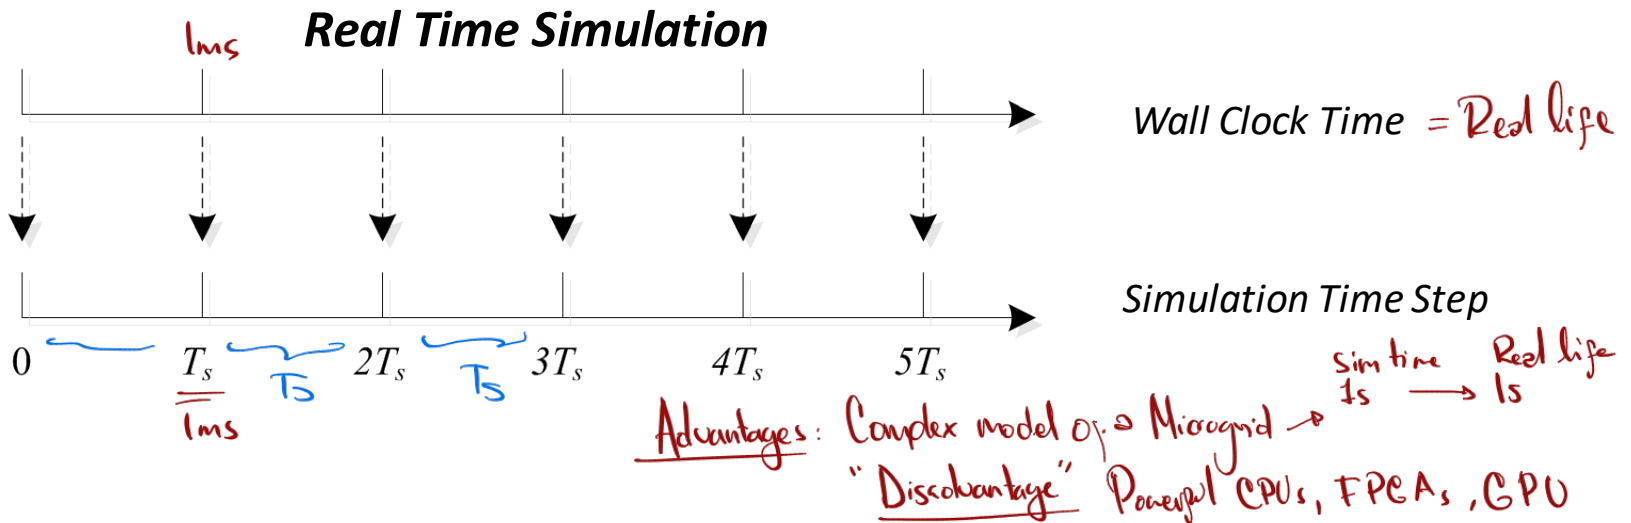 Real Time Simulation
1ms
Wall Clock Time = Real life
Simulation Time Step
0 Ts 2Ts 3Ts 4Ts 5Ts
Ts Ts
1ms
Sim time Real life
1s → 1s
Advantages: Complex model of a Microgrid →
"Disadvantage" Powerful CPUs, FPGAs, GPU